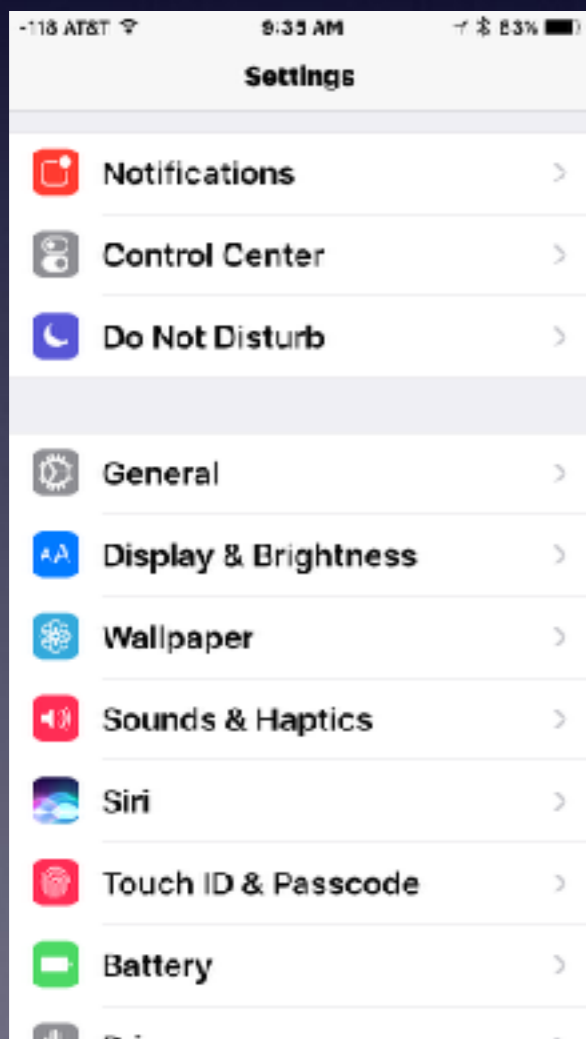 -118 AT&T 9:35 AM 83%
Settings
Notifications
Control Center
Do Not Disturb
General
AA Display & Brightness
Wallpaper
Sounds & Haptics
Siri
Touch ID & Passcode
Battery